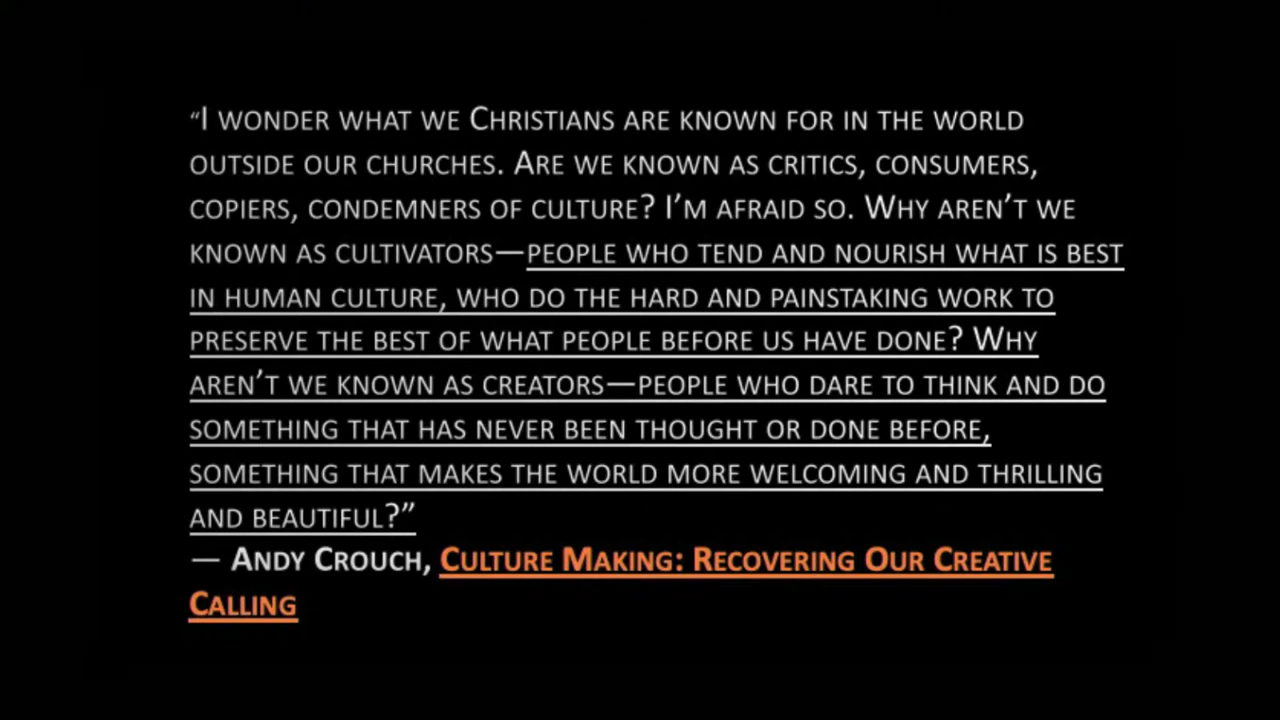 “I wonder what we Christians are known for in the world
outside our churches. Are we known as critics, consumers,
copiers, condemners of culture? I’m afraid so. Why aren’t we
known as cultivators—people who tend and nourish what is best
in human culture, who do the hard and painstaking work to
preserve the best of what people before us have done? Why
aren’t we known as creators—people who dare to think and do
something that has never been thought or done before,
something that makes the world more welcoming and thrilling
and beautiful?”
— Andy Crouch, Culture Making: Recovering Our Creative
Calling